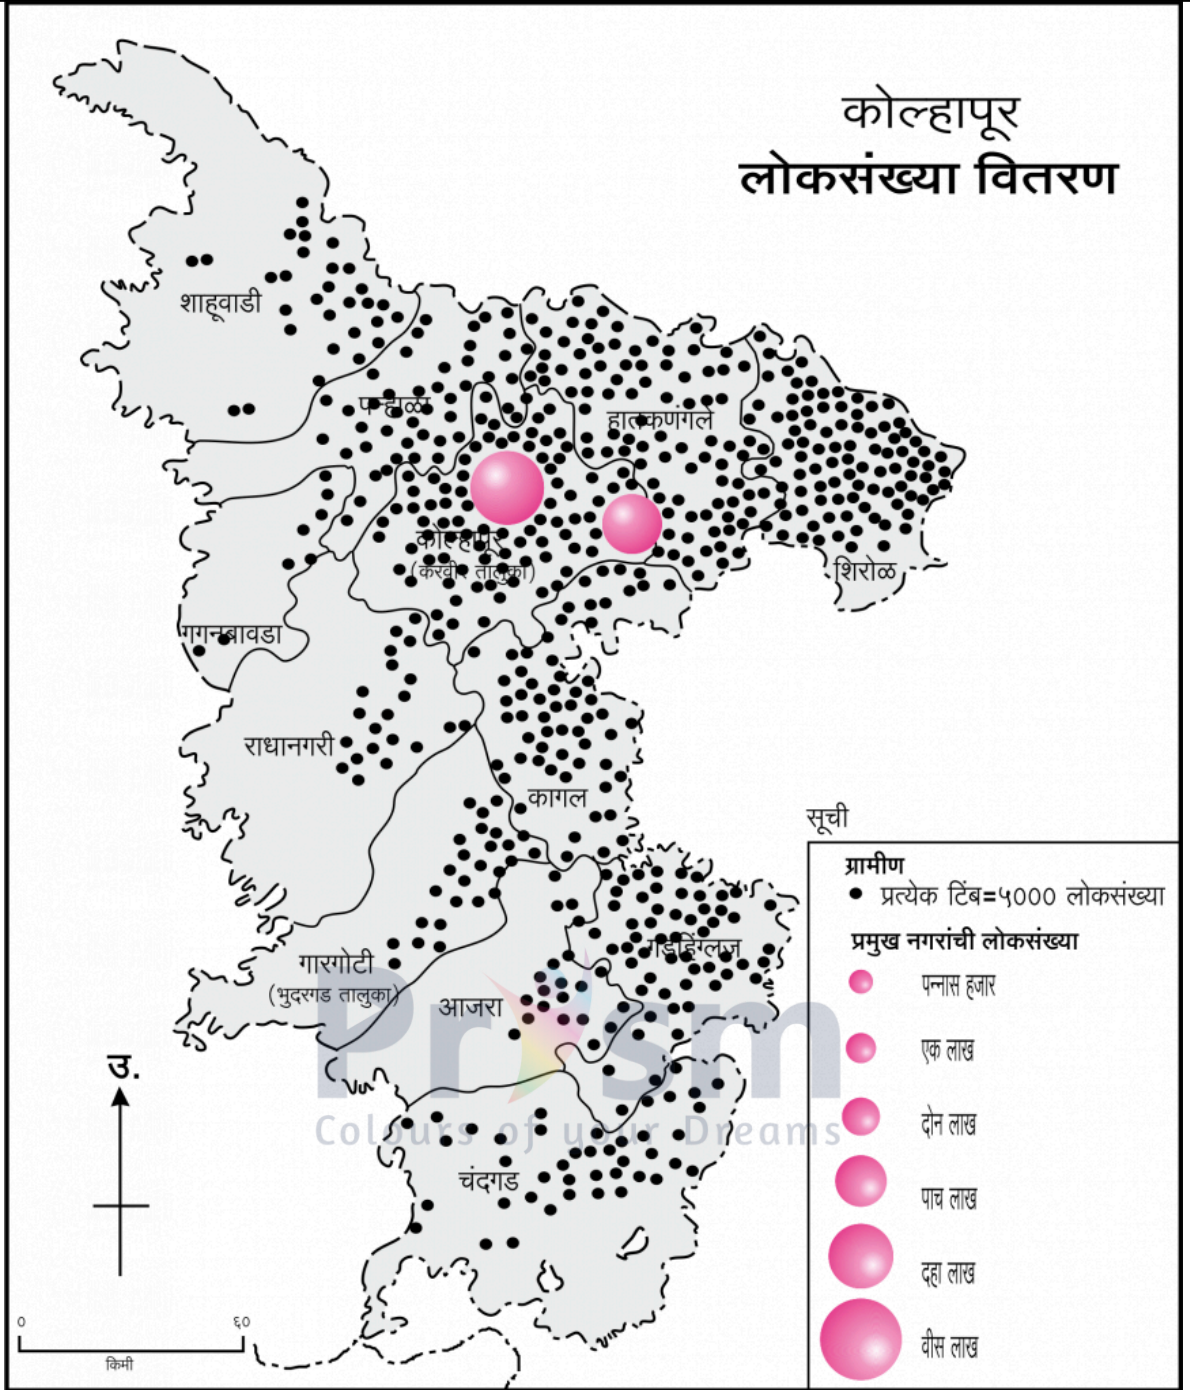 कोल्हापूर
लोकसंख्या वितरण
शाहूवाडी
पन्हाळा
हातकणंगले
कोल्हापूर
(करवीर तालुका)
शिरोळ
गगनबावडा
राधानगरी
कागल
गारगोटी
(भुदरगड तालुका)
आजरा
गडहिंग्लज
चंदगड
उ.
० ६०
किमी
सूची
ग्रामीण
प्रत्येक टिंब=५००० लोकसंख्या
प्रमुख नगरांची लोकसंख्या
पन्नास हजार
एक लाख
दोन लाख
पाच लाख
दहा लाख
वीस लाख
Prism
Colours of your Dreams